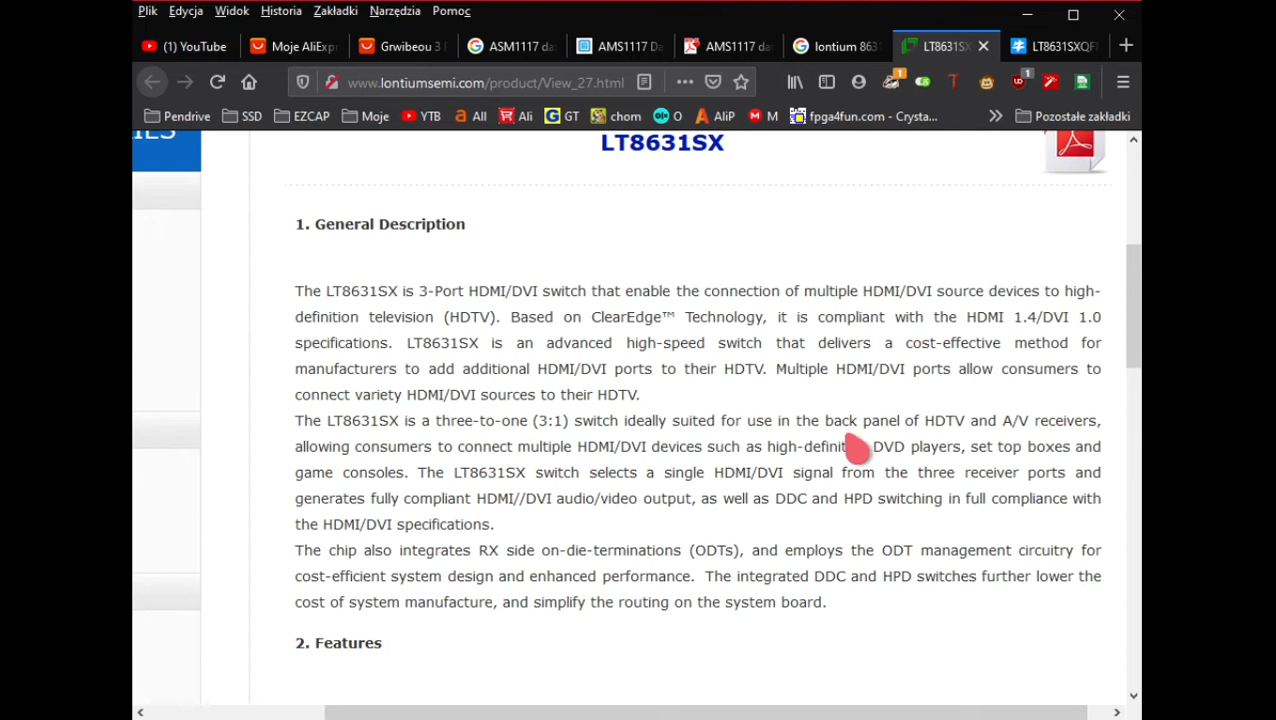 Plik Edycja Widok Historia Zakładki Narzędzia Pomoc
(1) YouTube Moje AliExpr Grwibeou 3 ASM1117 da AMS1117 Da AMS1117 da lontium 863 LT8631SX LT8631SXQF
www.lontiumsemi.com/product/View_27.html 1 T 1
Pendrive SSD EZCAP Moje YTB All Ali GT chom O AliP M fpga4fun.com - Crysta... Pozostałe zakładki
LT8631SX
1. General Description
The LT8631SX is 3-Port HDMI/DVI switch that enable the connection of multiple HDMI/DVI source devices to high-
definition television (HDTV). Based on ClearEdge™ Technology, it is compliant with the HDMI 1.4/DVI 1.0
specifications. LT8631SX is an advanced high-speed switch that delivers a cost-effective method for
manufacturers to add additional HDMI/DVI ports to their HDTV. Multiple HDMI/DVI ports allow consumers to
connect variety HDMI/DVI sources to their HDTV.
The LT8631SX is a three-to-one (3:1) switch ideally suited for use in the back panel of HDTV and A/V receivers,
allowing consumers to connect multiple HDMI/DVI devices such as high-definit DVD players, set top boxes and
game consoles. The LT8631SX switch selects a single HDMI/DVI signal from the three receiver ports and
generates fully compliant HDMI//DVI audio/video output, as well as DDC and HPD switching in full compliance with
the HDMI/DVI specifications.
The chip also integrates RX side on-die-terminations (ODTs), and employs the ODT management circuitry for
cost-efficient system design and enhanced performance. The integrated DDC and HPD switches further lower the
cost of system manufacture, and simplify the routing on the system board.
2. Features